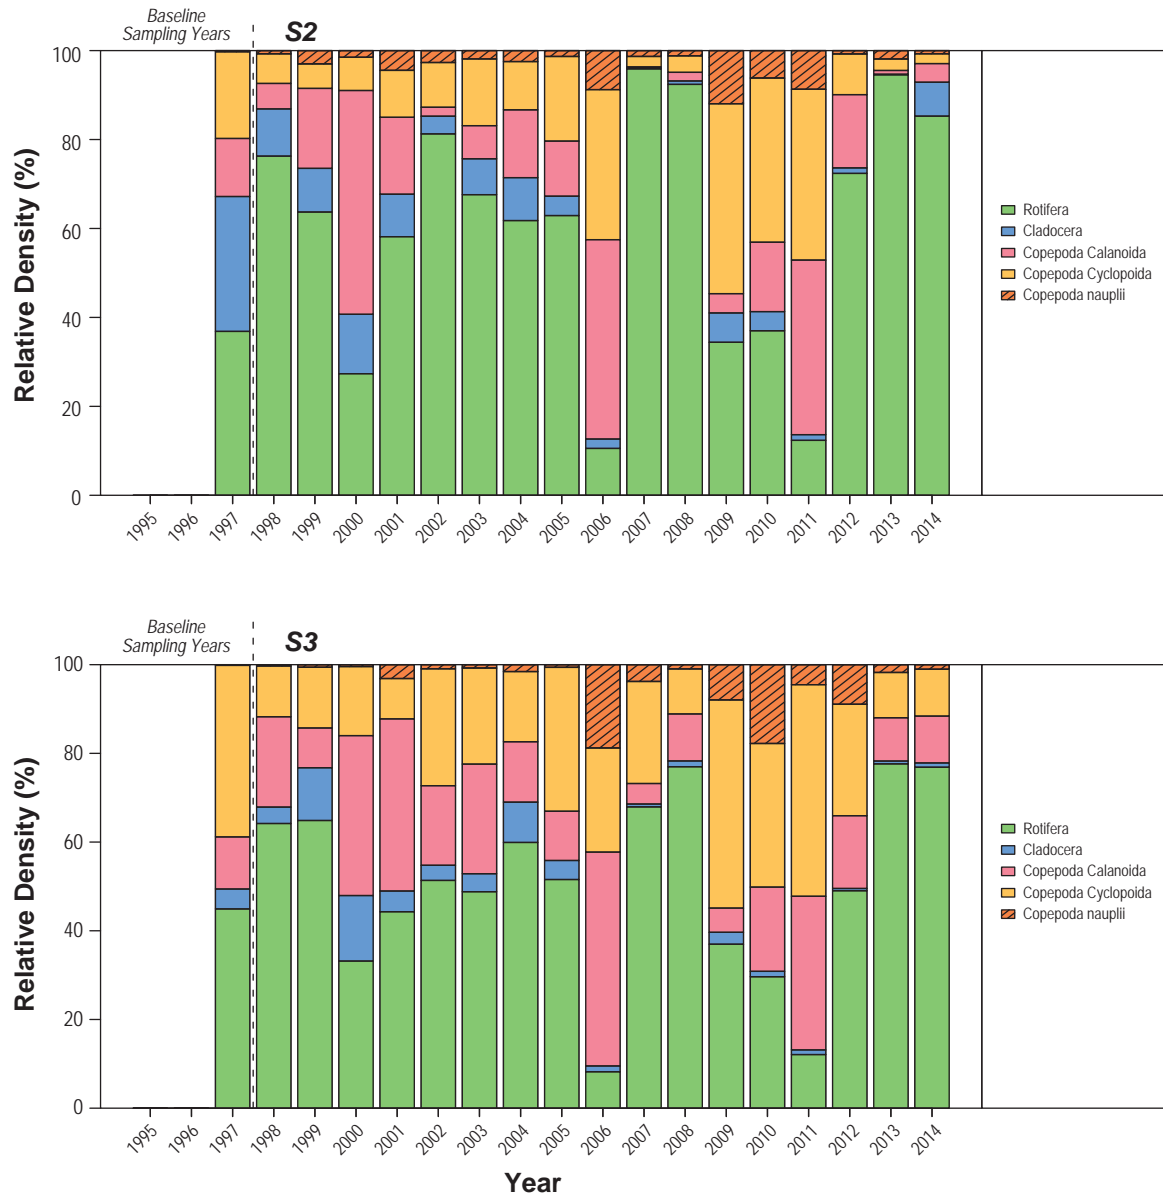 Baseline
Sampling Years
S2
Relative Density (%)
100
80
60
40
20
0
1995
1996
1997
1998
1999
2000
2001
2002
2003
2004
2005
2006
2007
2008
2009
2010
2011
2012
2013
2014
Rotifera
Cladocera
Copepoda Calanoida
Copepoda Cyclopoida
Copepoda nauplii
Baseline
Sampling Years
S3
Relative Density (%)
100
80
60
40
20
0
1995
1996
1997
1998
1999
2000
2001
2002
2003
2004
2005
2006
2007
2008
2009
2010
2011
2012
2013
2014
Rotifera
Cladocera
Copepoda Calanoida
Copepoda Cyclopoida
Copepoda nauplii
Year